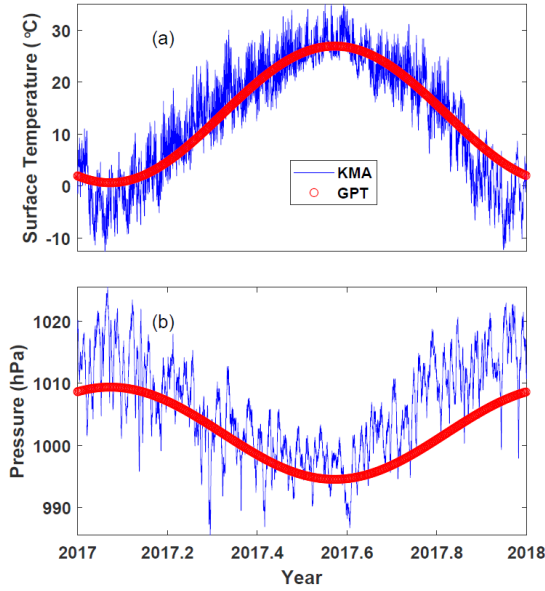 30
(a)
20
10
0
-10
Surface Temperature (°C)
KMA
GPT
1020
(b)
1010
1000
990
Pressure (hPa)
2017 2017.2 2017.4 2017.6 2017.8 2018
Year